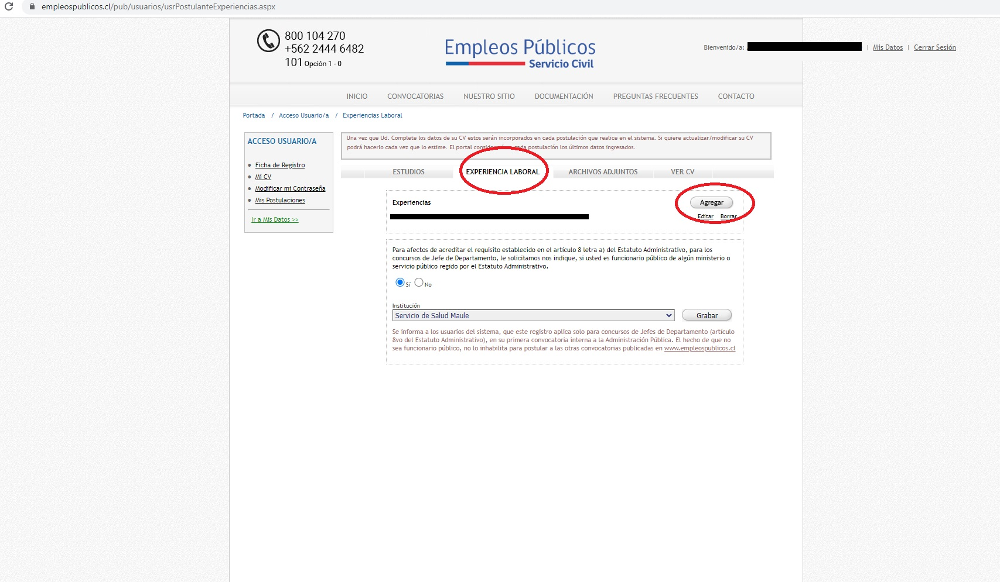 empleospublicos.cl/pub/usuarios/usrPostulanteExperiencias.aspx
800 104 270
+562 2444 6482
101 Opción 1 - 0
Empleos Públicos
Servicio Civil
Bienvenido/a: | Mis Datos | Cerrar Sesión
INICIO CONVOCATORIAS NUESTRO SITIO DOCUMENTACIÓN PREGUNTAS FRECUENTES CONTACTO
Portada / Acceso Usuario/a / Experiencias Laboral
ACCESO USUARIO/A
Ficha de Registro
Mi CV
Modificar mi Contraseña
Mis Postulaciones
Ir a Mis Datos >>
Una vez que Ud. Complete los datos de su CV estos serán incorporados en cada postulación que realice en el sistema. Si quiere actualizar/modificar su CV
podrá hacerlo cada vez que lo estime. El portal cada postulación los últimos datos ingresados.
ESTUDIOS EXPERIENCIA LABORAL ARCHIVOS ADJUNTOS VER CV
Experiencias Agregar
Editar Borrar
Para afectos de acreditar el requisito establecido en el artículo 8 letra a) del Estatuto Administrativo, para los
concursos de Jefe de Departamento, le solicitamos nos indique, si usted es funcionario público de algún ministerio o
servicio público regido por el Estatuto Administrativo.
Sí No
Institución
Servicio de Salud Maule Grabar
Se informa a los usuarios del sistema, que este registro aplica solo para concursos de Jefes de Departamento (artículo
8vo del Estatuto Administrativo), en su primera convocatoria interna a la Administración Pública. El hecho de que no
sea funcionario público, no lo inhabilita para postular a las otras convocatorias publicadas en www.empleospublicos.cl